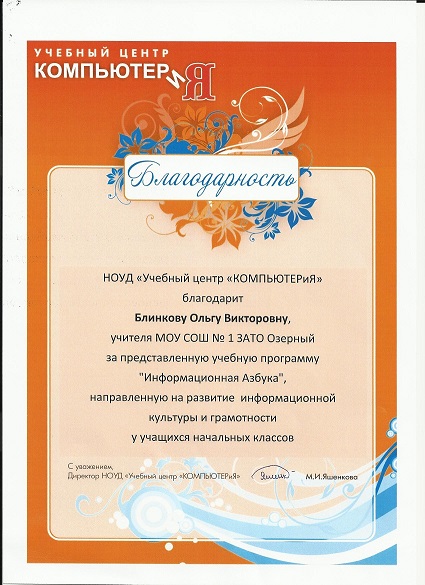 УЧЕБНЫЙ ЦЕНТР
КОМПЬЮТЕРиЯ
Благодарность
НОУД «Учебный центр «КОМПЬЮТЕРиЯ»
благодарит
Блинкову Ольгу Викторовну,
учителя МОУ СОШ № 1 ЗАТО Озерный
за представленную учебную программу
"Информационная Азбука",
направленную на развитие информационной
культуры и грамотности
у учащихся начальных классов
С уважением,
Директор НОУД «Учебный центр «КОМПЬЮТЕРиЯ» М.И.Яшенкова